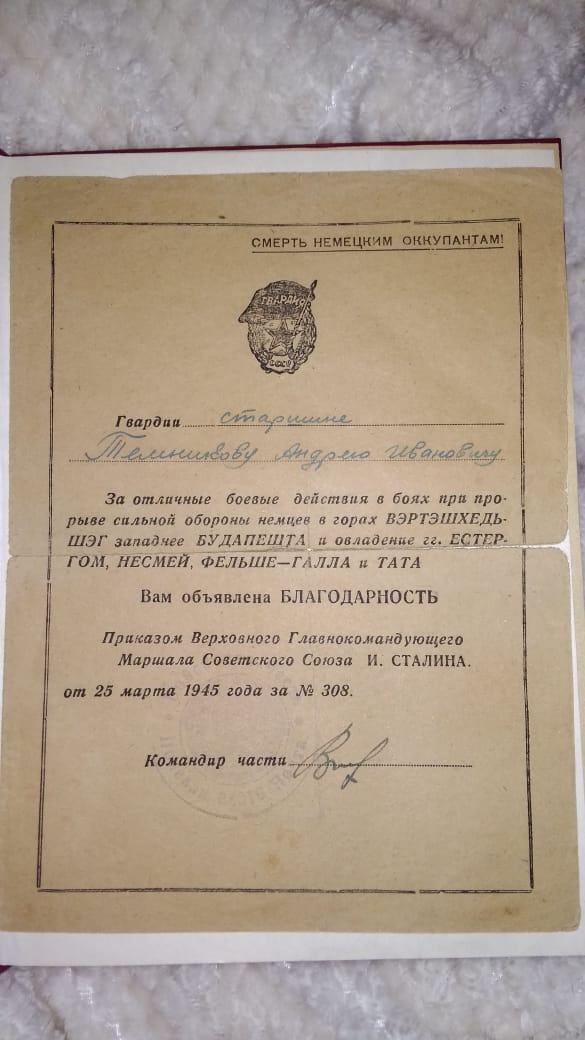 СМЕРТЬ НЕМЕЦКИМ ОККУПАНТАМ!
ГВАРДИЯ
СССР
Гвардии старшине
Темникову Андрею Ивановичу
За отличные боевые действия в боях при про-
рыве сильной обороны немцев в горах ВЭРТЭШХЕДЬ-
ШЭГ западнее БУДАПЕШТА и овладение гг. ЕСТЕР-
ГОМ, НЕСМЕЙ, ФЕЛЬШЕ—ГАЛЛА и ТАТА
Вам объявлена БЛАГОДАРНОСТЬ
Приказом Верховного Главнокомандующего
Маршала Советского Союза И. СТАЛИНА.
от 25 марта 1945 года за № 308.
Командир части